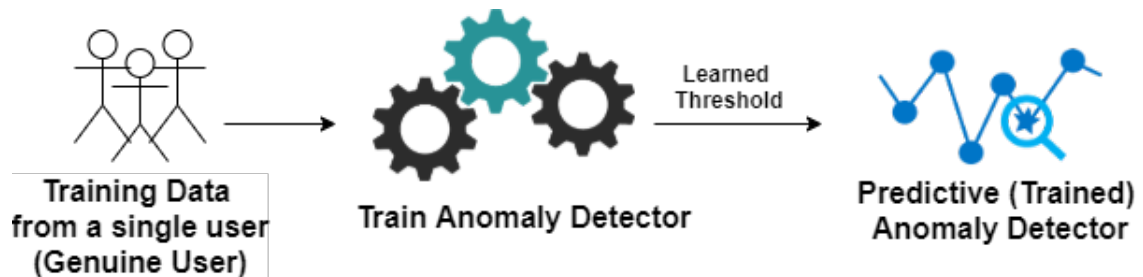 Training Data
from a single user
(Genuine User)
Train Anomaly Detector
Learned
Threshold
Predictive (Trained)
Anomaly Detector